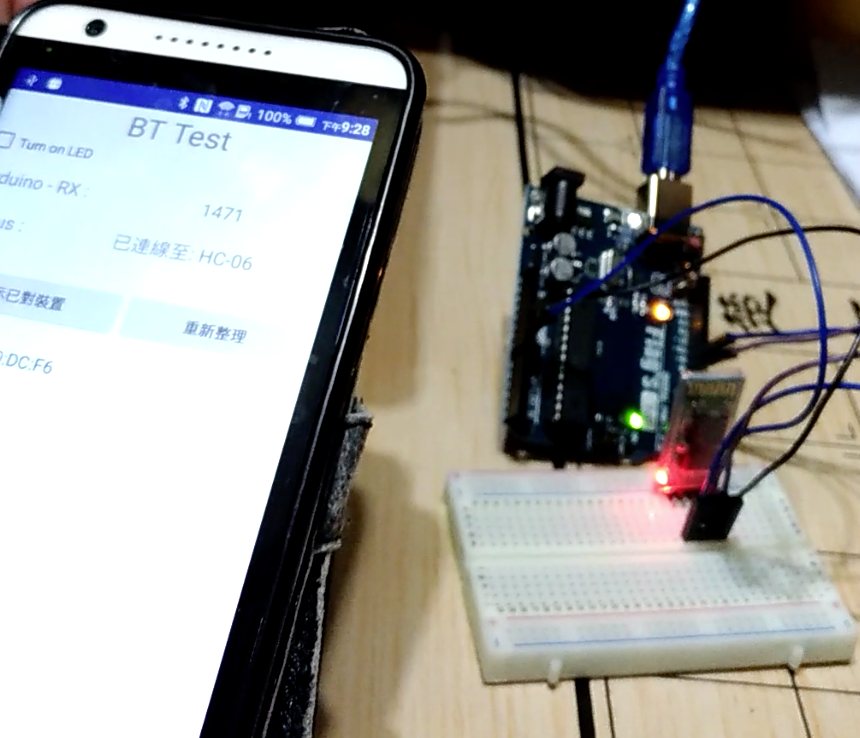 100% 下午9:28
BT Test
Turn on LED
duino - RX :
1471
us :
已連線至: HC-06
示已對裝置
重新整理
:DC:F6